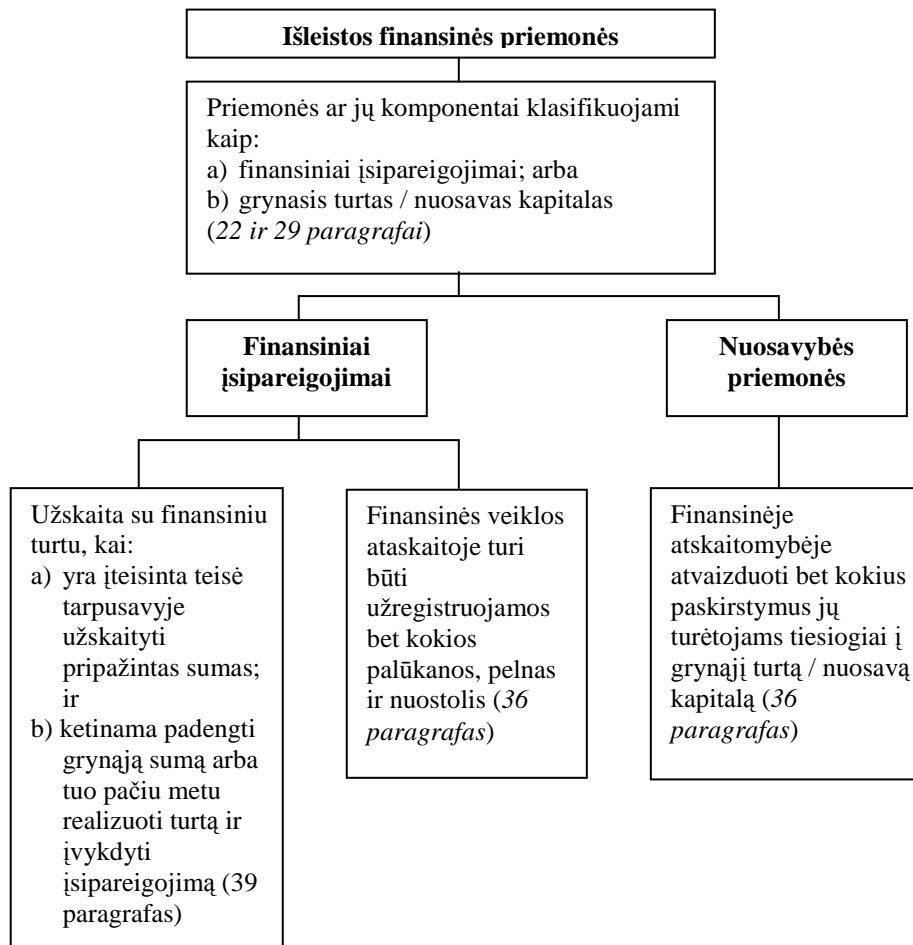 Išleistos finansinės priemonės
Priemonės ar jų komponentai klasifikuojami
kaip:
a) finansiniai įsipareigojimai; arba
b) grynasis turtas / nuosavas kapitalas
(22 ir 29 paragrafai)
Finansiniai
įsipareigojimai
Nuosavybės
priemonės
Užskaita su finansiniu
turtu, kai:
a) yra įteisinta teisė
tarpusavyje
užskaityti
pripažintas sumas;
ir
b) ketinama padengti
grynąją sumą arba
tuo pačiu metu
realizuoti turtą ir
įvykdyti
įsipareigojimą (39
paragrafas)
Finansinės veiklos
ataskaitoje turi
būti
užregistruojamos
bet kokios
palūkanos, pelnas
ir nuostolis (36
paragrafas)
Finansinėje
atskaitomybėje
atvaizduoti bet kokius
paskirstymus jų
turėtojams tiesiogiai į
grynąjį turtą / nuosavą
kapitalą (36
paragrafas)